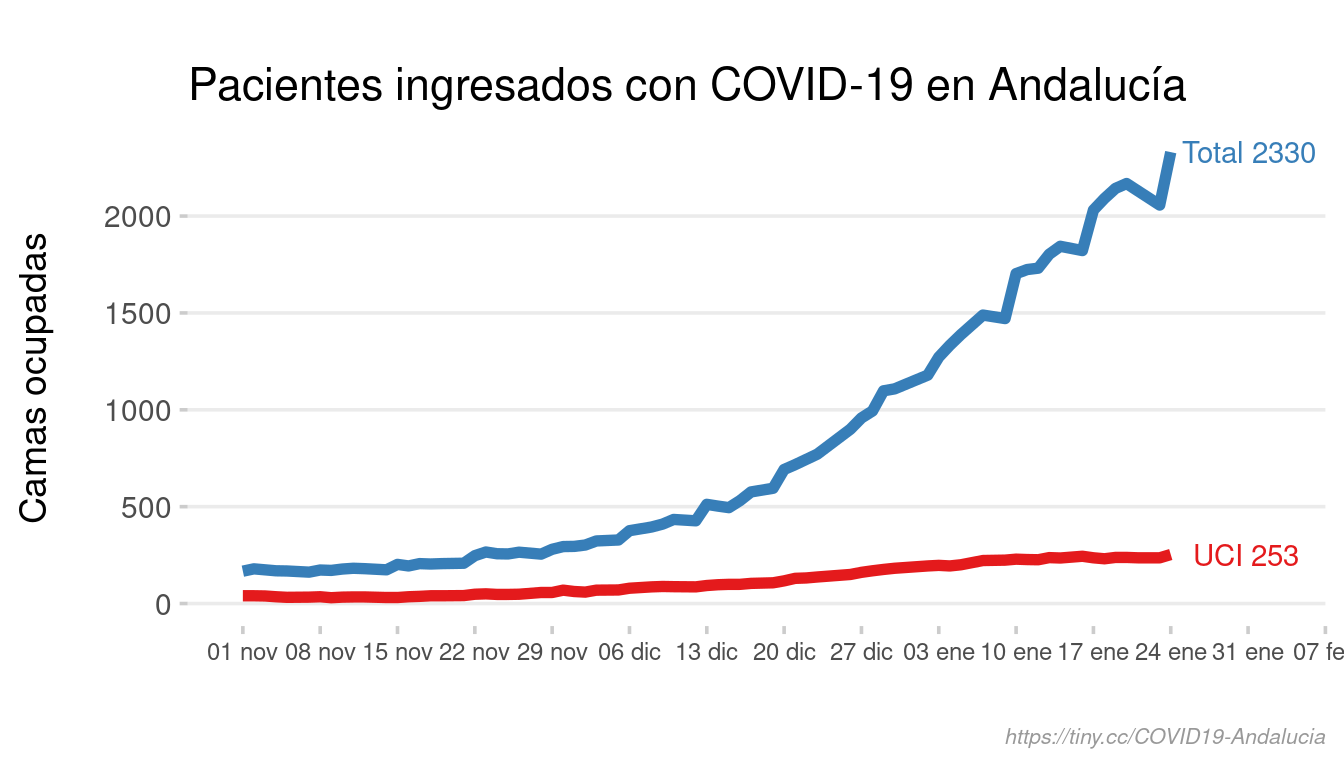 Pacientes ingresados con COVID-19 en Andalucía
Total 2330
Camas ocupadas
2000
1500
1000
500
0
UCI 253
01 nov 08 nov 15 nov 22 nov 29 nov 06 dic 13 dic 20 dic 27 dic 03 ene 10 ene 17 ene 24 ene 31 ene 07 fe
https://tiny.cc/COVID19-Andalucia